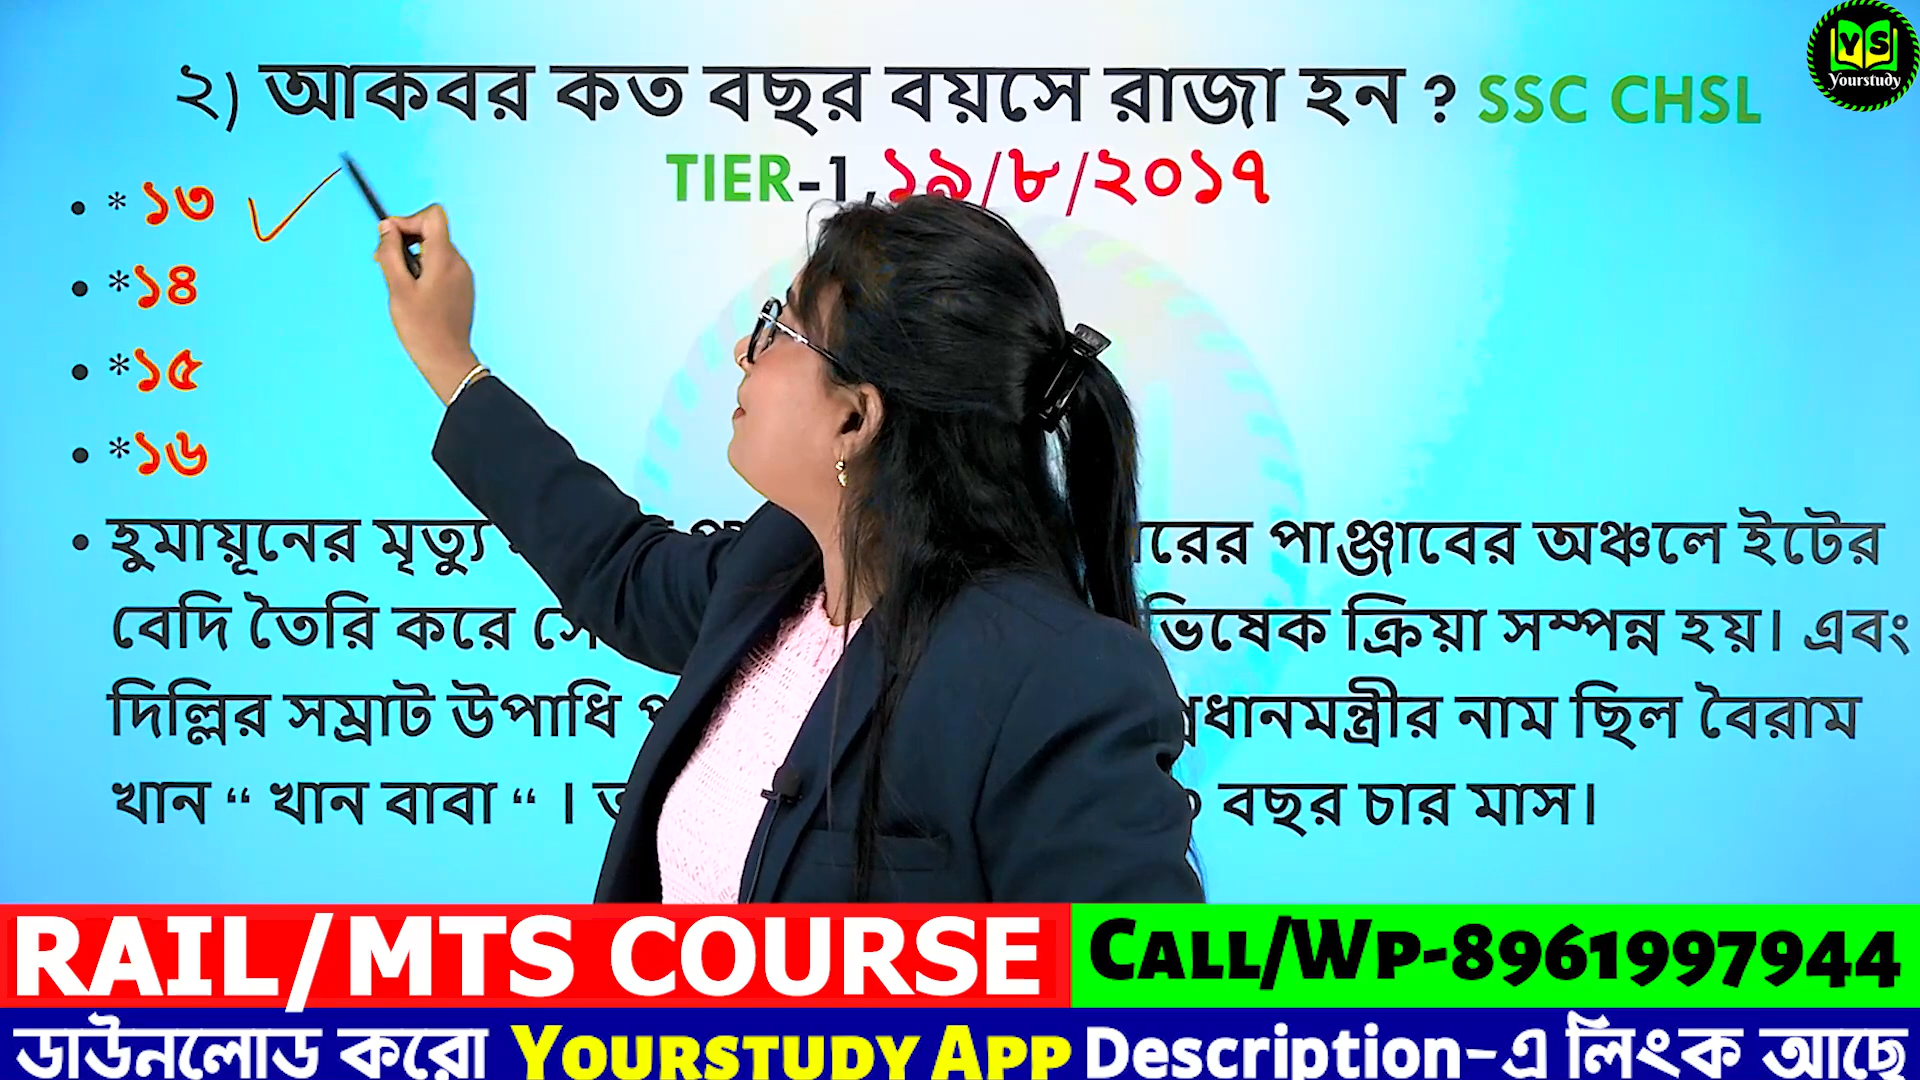 YS
Yourstudy
২) আকবর কত বছর বয়সে রাজা হন ? SSC CHSL
TIER-1, ১৯/৮/২০১৭
• * ১৩
• *১৪
• *১৫
• *১৬
• হুমায়ূনের মৃত্যু পাঞ্জাবের অঞ্চলে ইটের
বেদি তৈরি করে ক্রিয়া সম্পন্ন হয়। এবং
দিল্লির সম্রাট উপাধি নাম ছিল বৈরাম
খান “ খান বাবা “ । বছর চার মাস।
RAIL/MTS COURSE
CALL/WP-8961997944
ডাউনলোড করো YOURSTUDY APP Description-এ লিংক আছে